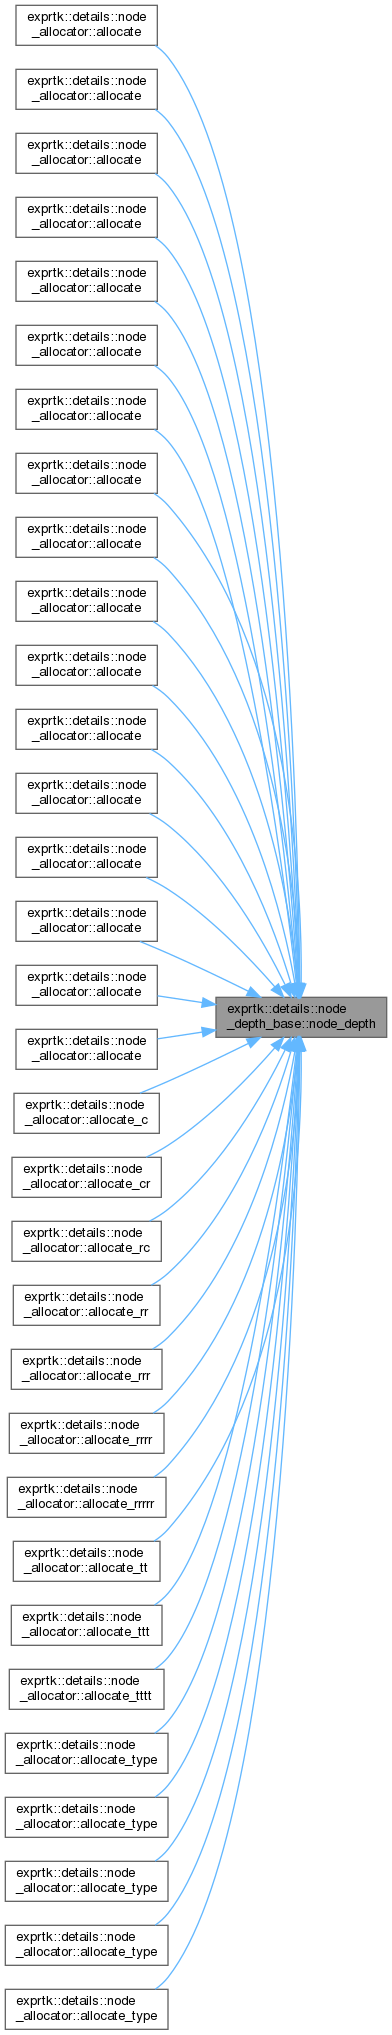 exprtk::details::node
_allocator::allocate
exprtk::details::node
_allocator::allocate
exprtk::details::node
_allocator::allocate
exprtk::details::node
_allocator::allocate
exprtk::details::node
_allocator::allocate
exprtk::details::node
_allocator::allocate
exprtk::details::node
_allocator::allocate
exprtk::details::node
_allocator::allocate
exprtk::details::node
_allocator::allocate
exprtk::details::node
_allocator::allocate
exprtk::details::node
_allocator::allocate
exprtk::details::node
_allocator::allocate
exprtk::details::node
_allocator::allocate
exprtk::details::node
_allocator::allocate
exprtk::details::node
_allocator::allocate
exprtk::details::node
_allocator::allocate
exprtk::details::node
_depth_base::node_depth
exprtk::details::node
_allocator::allocate
exprtk::details::node
_allocator::allocate_c
exprtk::details::node
_allocator::allocate_cr
exprtk::details::node
_allocator::allocate_rc
exprtk::details::node
_allocator::allocate_rr
exprtk::details::node
_allocator::allocate_rrr
exprtk::details::node
_allocator::allocate_rrrr
exprtk::details::node
_allocator::allocate_rrrrr
exprtk::details::node
_allocator::allocate_tt
exprtk::details::node
_allocator::allocate_ttt
exprtk::details::node
_allocator::allocate_tttt
exprtk::details::node
_allocator::allocate_type
exprtk::details::node
_allocator::allocate_type
exprtk::details::node
_allocator::allocate_type
exprtk::details::node
_allocator::allocate_type
exprtk::details::node
_allocator::allocate_type